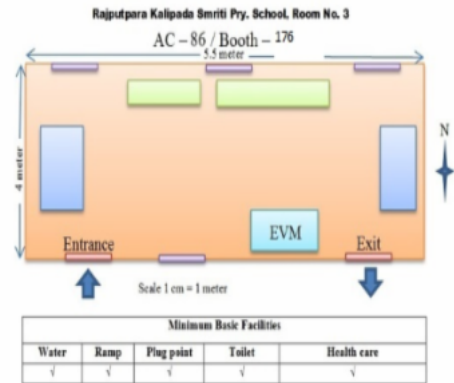 Rajputpara Kalipada Smriti Pry. School, Room No. 3
AC – 86 / Booth – 176
5.5 meter
4 meter
N
EVM
Entrance
Exit
Scale 1 cm = 1 meter
Minimum Basic Facilities
Water Ramp Plug point Toilet Health care
√ √ √ √ √